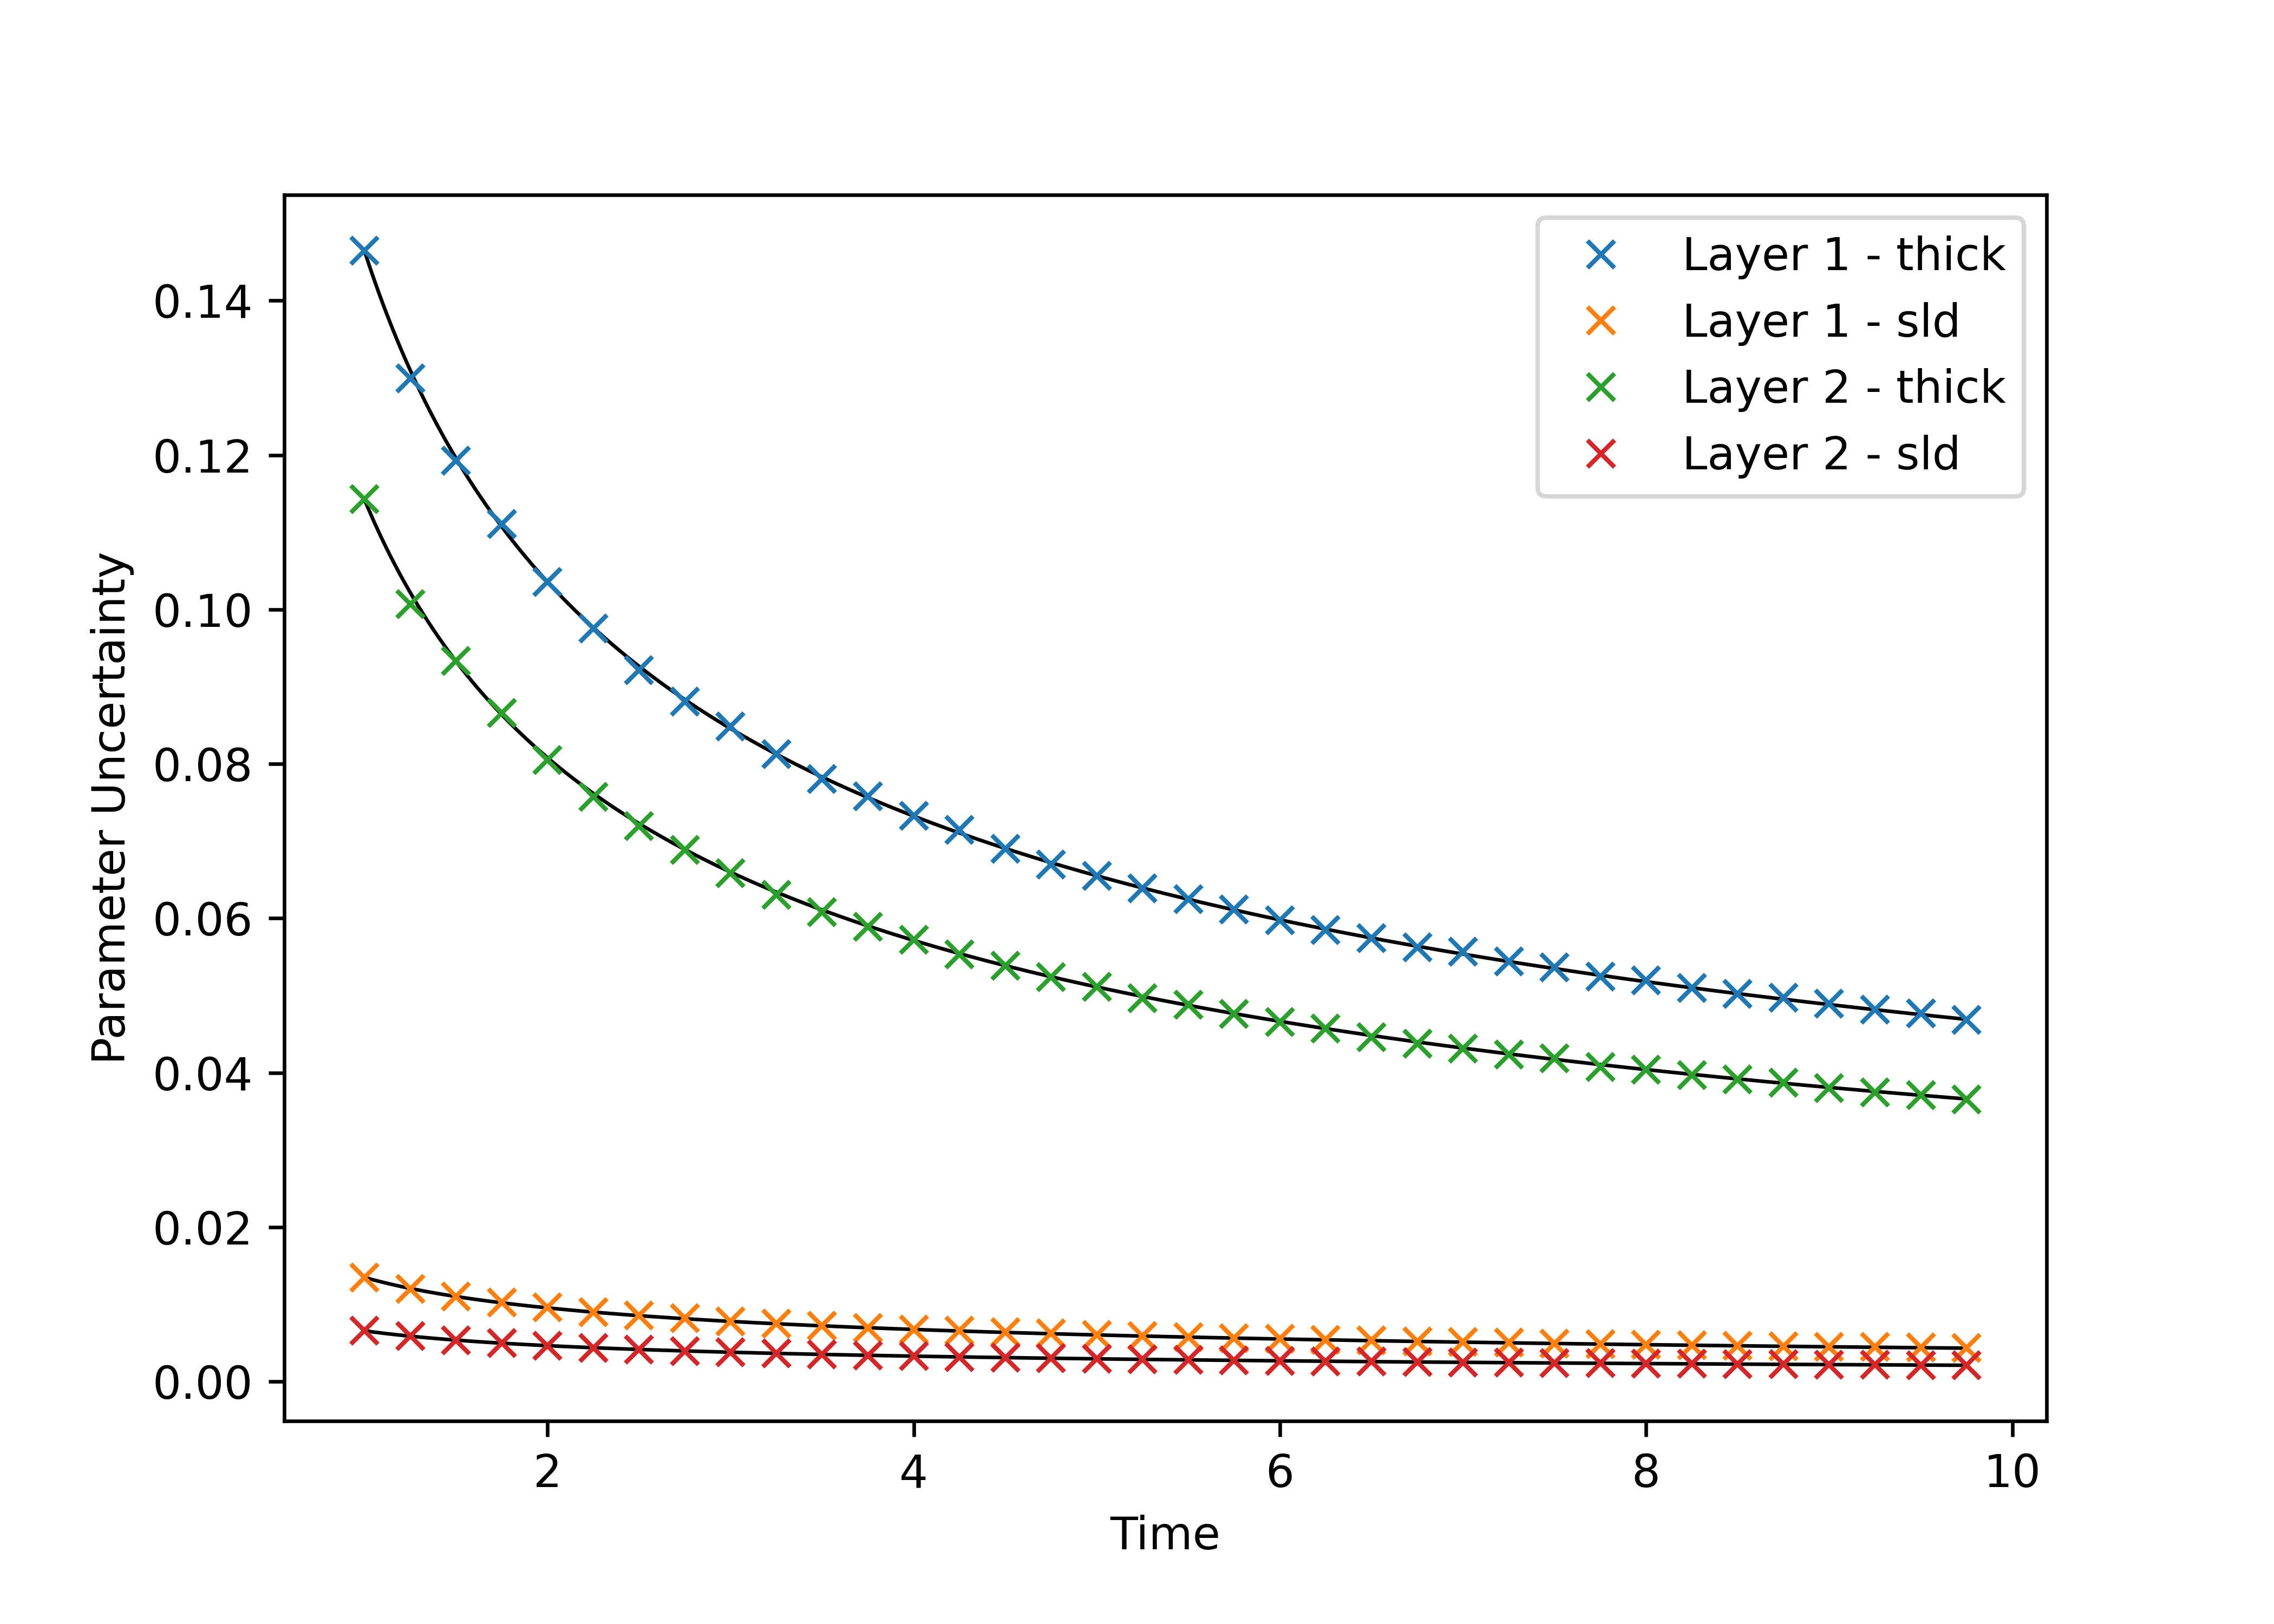 Layer 1 - thick
Layer 1 - sld
Layer 2 - thick
Layer 2 - sld
0.14
0.12
0.10
0.08
0.06
0.04
0.02
0.00
Parameter Uncertainty
2 4 6 8 10
Time